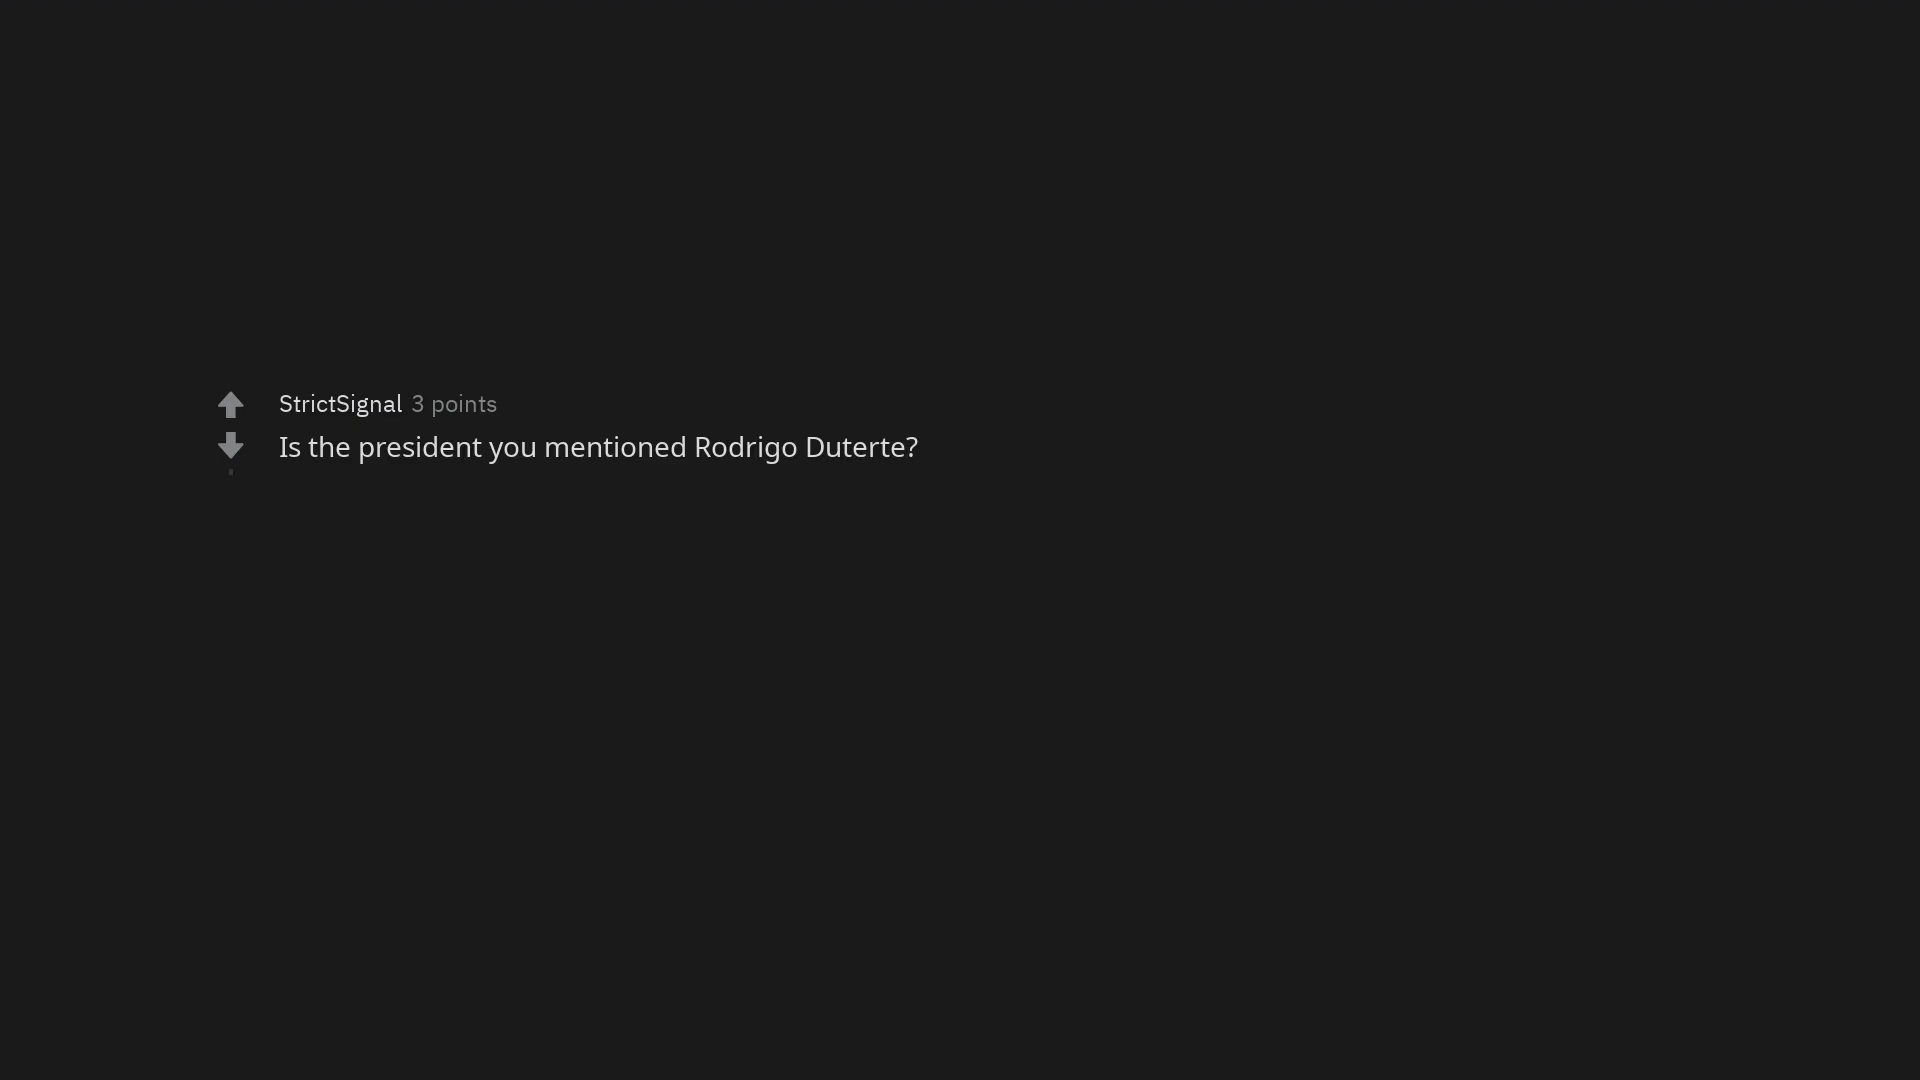 StrictSignal 3 points
Is the president you mentioned Rodrigo Duterte?